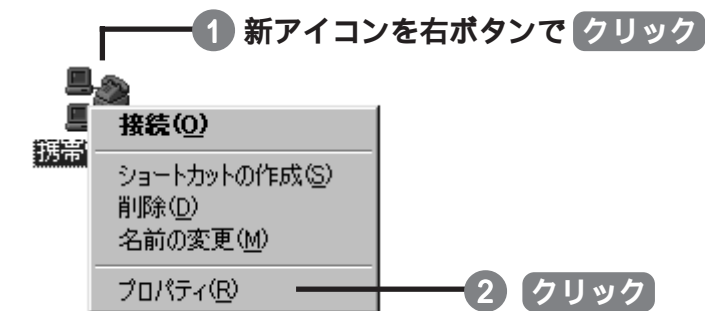 1 新アイコンを右ボタンで クリック
携帯
接続(O)
ショートカットの作成(S)
削除(D)
名前の変更(M)
プロパティ(R)
2 クリック